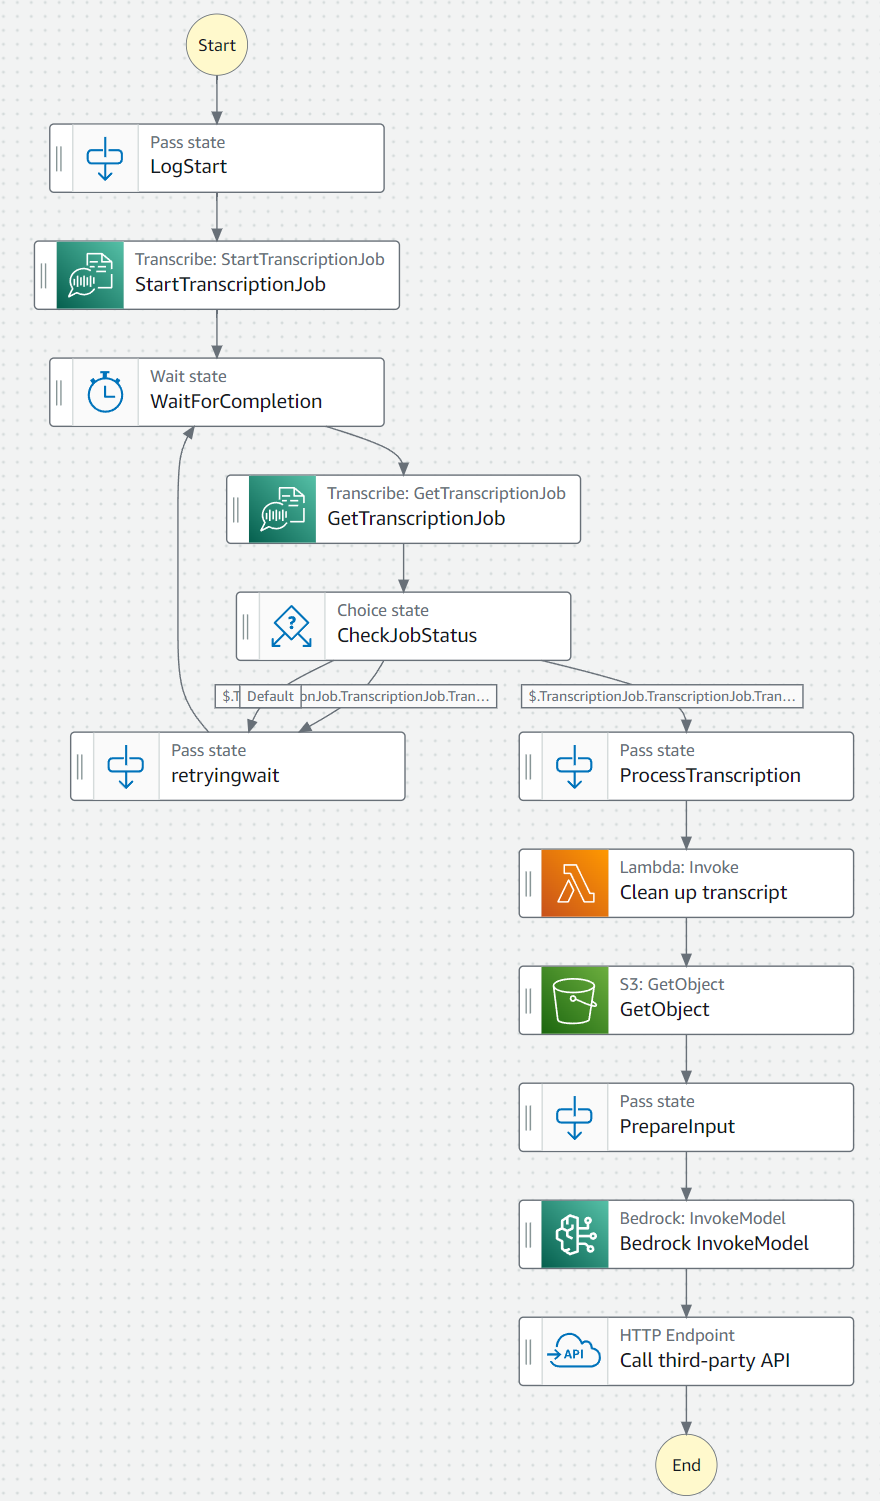 Start
Pass state
LogStart
Transcribe: StartTranscriptionJob
StartTranscriptionJob
Wait state
WaitForCompletion
Transcribe: GetTranscriptionJob
GetTranscriptionJob
Choice state
?
CheckJobStatus
Default
onJob.TranscriptionJob.Tran...
$.TranscriptionJob.TranscriptionJob.Tran...
Pass state
retryingwait
Pass state
ProcessTranscription
Lambda: Invoke
Clean up transcript
S3: GetObject
GetObject
Pass state
PrepareInput
Bedrock: InvokeModel
Bedrock InvokeModel
HTTP Endpoint
API
Call third-party API
End